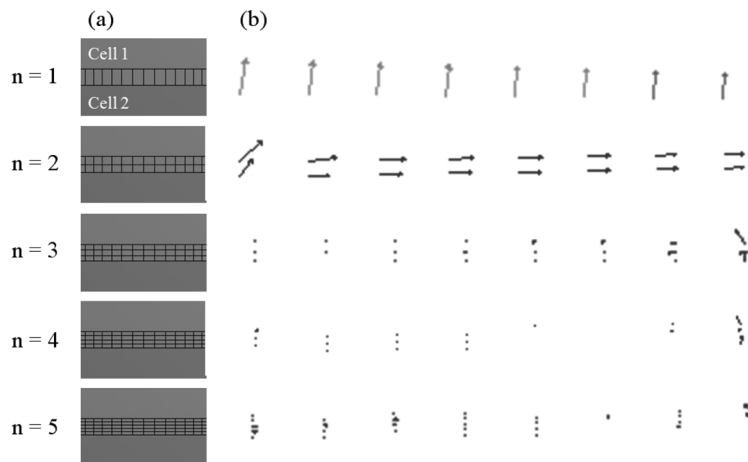 (a) (b)
n = 1
Cell 1
Cell 2
n = 2
n = 3
n = 4
n = 5